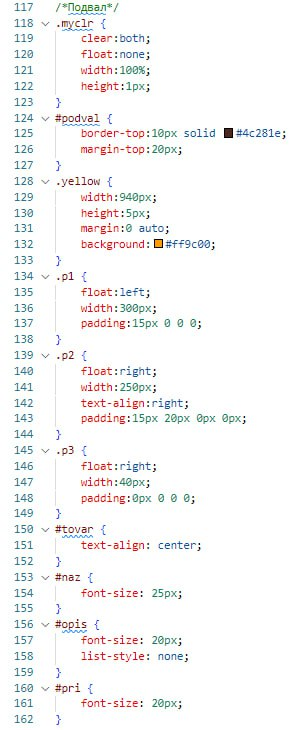 117 /*Подвал*/
118 .myclr {
119 clear:both;
120 float:none;
121 width:100%;
122 height:1px;
123 }
124 #podval {
125 border-top:10px solid #4c281e;
126 margin-top:20px;
127 }
128 .yellow {
129 width:940px;
130 height:5px;
131 margin:0 auto;
132 background:#ff9c00;
133 }
134 .p1 {
135 float:left;
136 width:300px;
137 padding:15px 0 0 0;
138 }
139 .p2 {
140 float:right;
141 width:250px;
142 text-align:right;
143 padding:15px 20px 0px 0px;
144 }
145 .p3 {
146 float:right;
147 width:40px;
148 padding:0px 0 0 0;
149 }
150 #tovar {
151 text-align: center;
152 }
153 #naz {
154 font-size: 25px;
155 }
156 #opis {
157 font-size: 20px;
158 list-style: none;
159 }
160 #pri {
161 font-size: 20px;
162 }